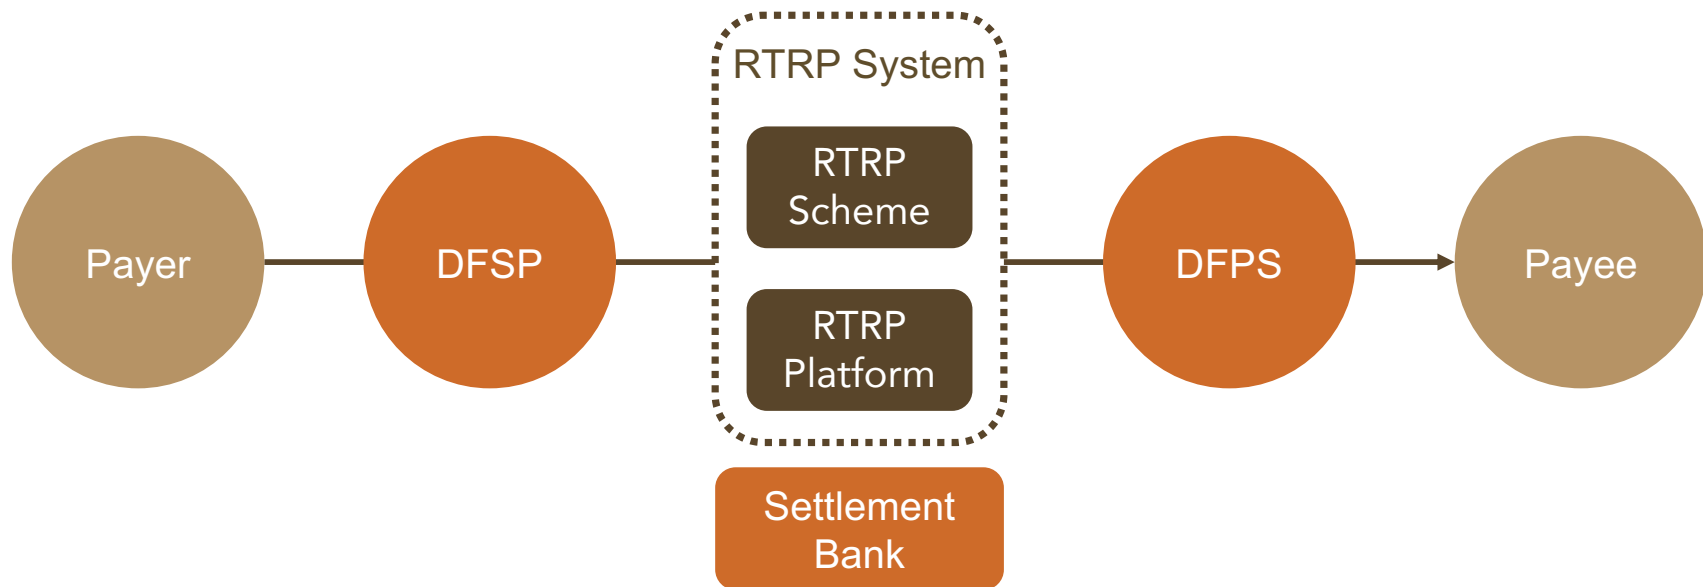 RTRP System
RTRP
Scheme
Payer
DFSP
DFPS
Payee
RTRP
Platform
Settlement
Bank